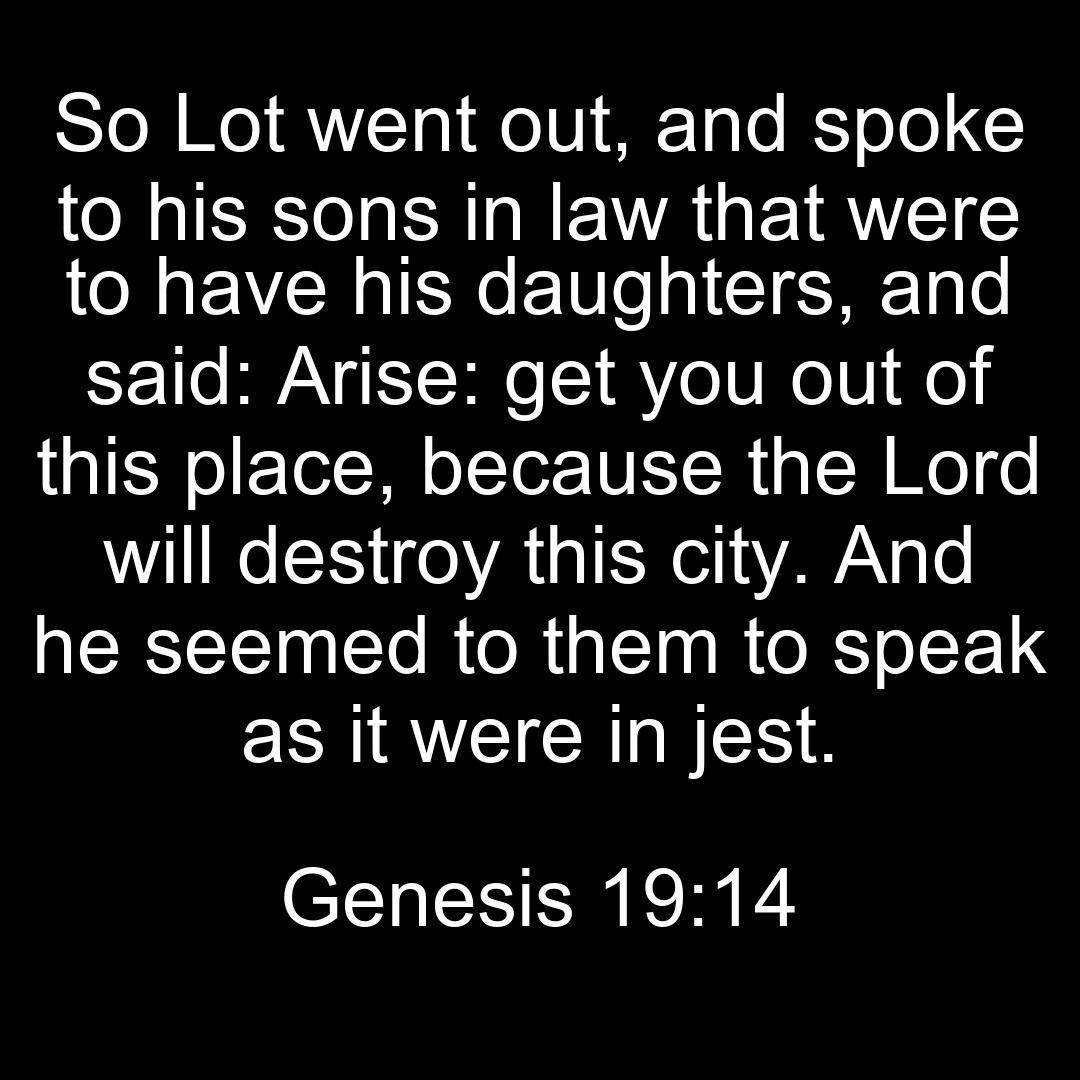 So Lot went out, and spoke
to his sons in law that were
to have his daughters, and
said: Arise: get you out of
this place, because the Lord
will destroy this city. And
he seemed to them to speak
as it were in jest.
Genesis 19:14